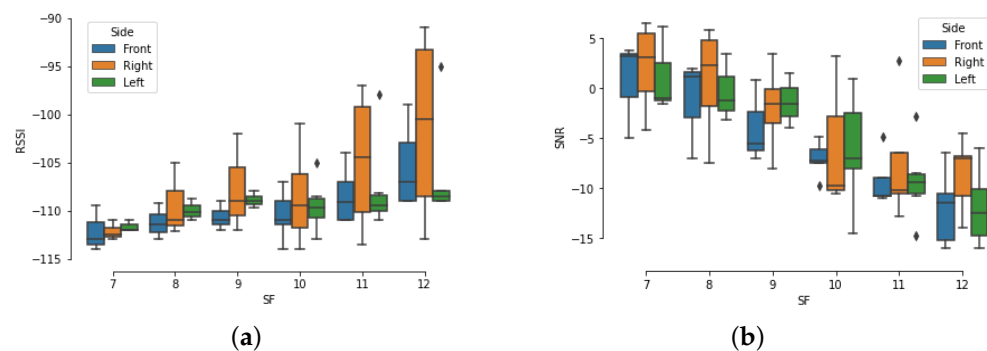 −90
−95
−100
−105
−110
−115
RSSI
Side
Front
Right
Left
7 8 9 10 11 12
SF
(a)
5
0
−5
−10
−15
SNR
Side
Front
Right
Left
7 8 9 10 11 12
SF
(b)